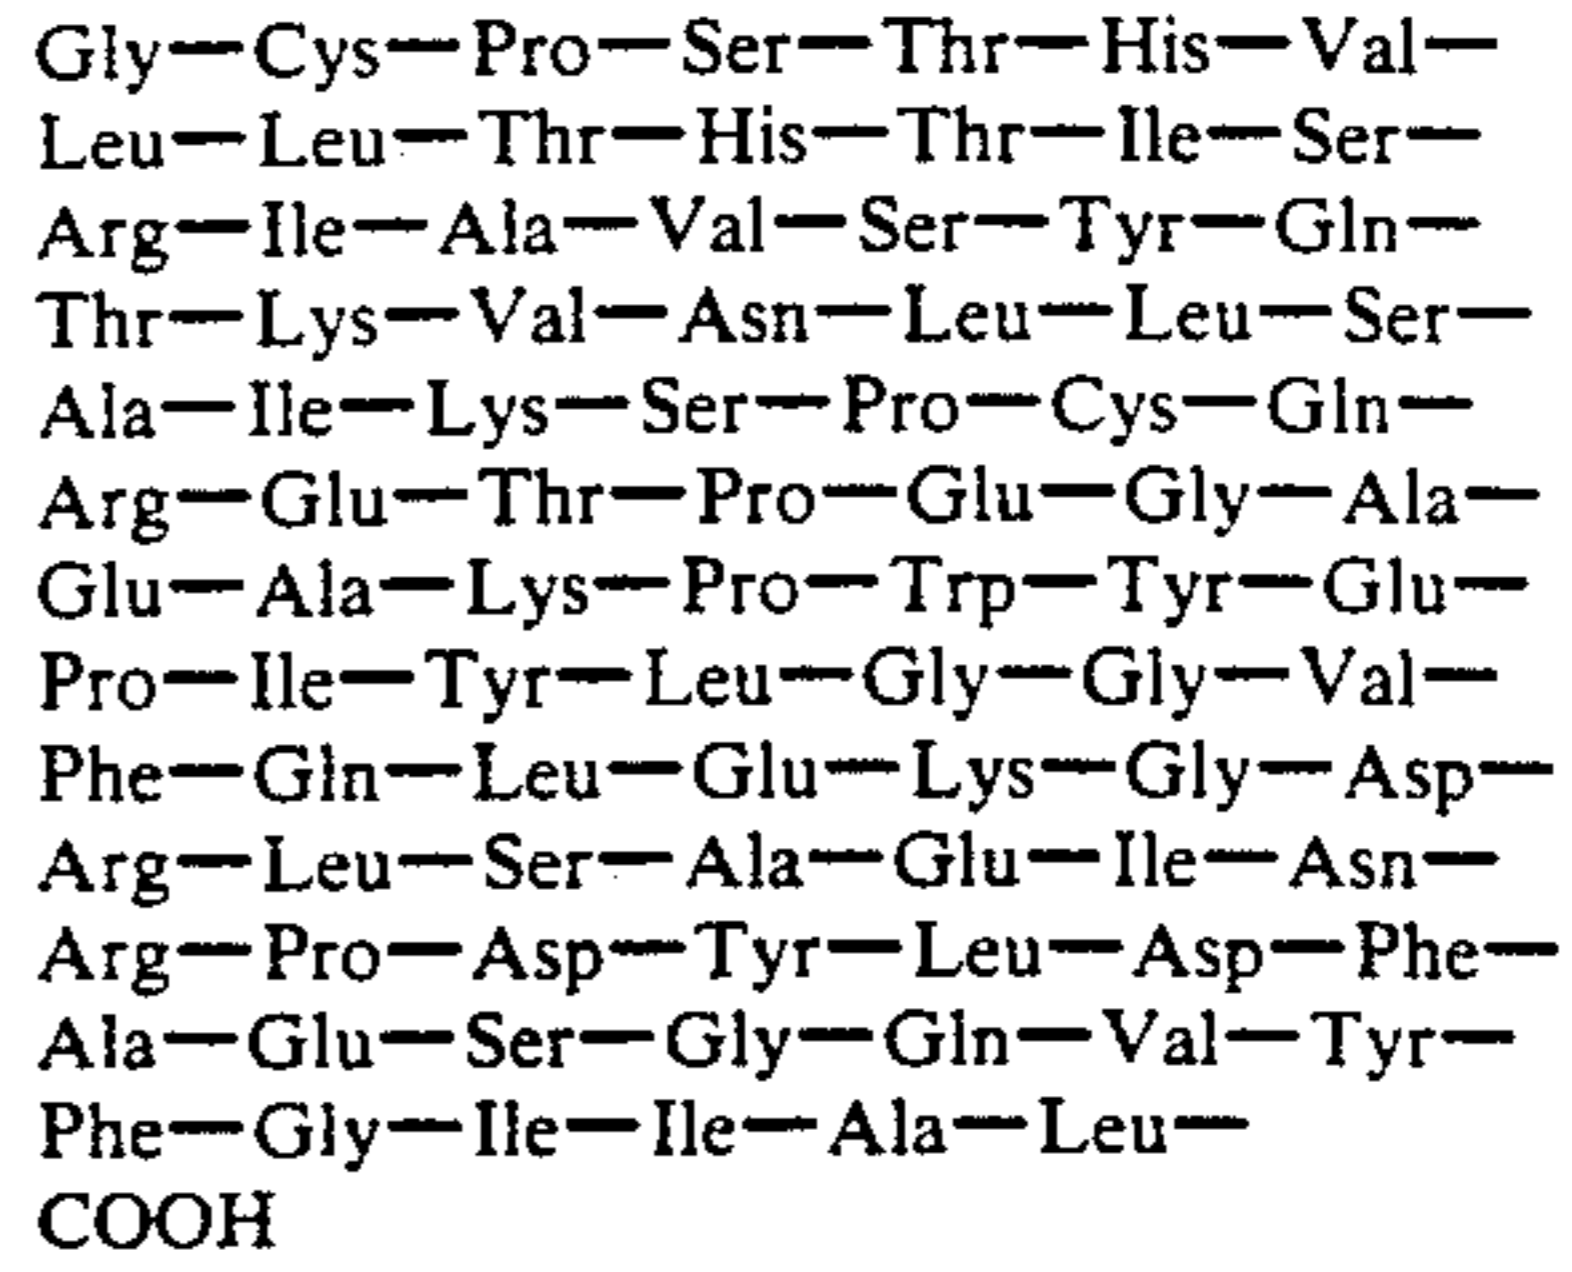 Gly—Cys—Pro—Ser—Thr—His—Val—
Leu—Leu—Thr—His—Thr—Ile—Ser—
Arg—Ile—Ala—Val—Ser—Tyr—Gln—
Thr—Lys—Val—Asn—Leu—Leu—Ser—
Ala—Ile—Lys—Ser—Pro—Cys—Gln—
Arg—Glu—Thr—Pro—Glu—Gly—Ala—
Glu—Ala—Lys—Pro—Trp—Tyr—Glu—
Pro—Ile—Tyr—Leu—Gly—Gly—Val—
Phe—Gln—Leu—Glu—Lys—Gly—Asp—
Arg—Leu—Ser—Ala—Glu—Ile—Asn—
Arg—Pro—Asp—Tyr—Leu—Asp—Phe—
Ala—Glu—Ser—Gly—Gln—Val—Tyr—
Phe—Gly—Ile—Ile—Ala—Leu—
COOH